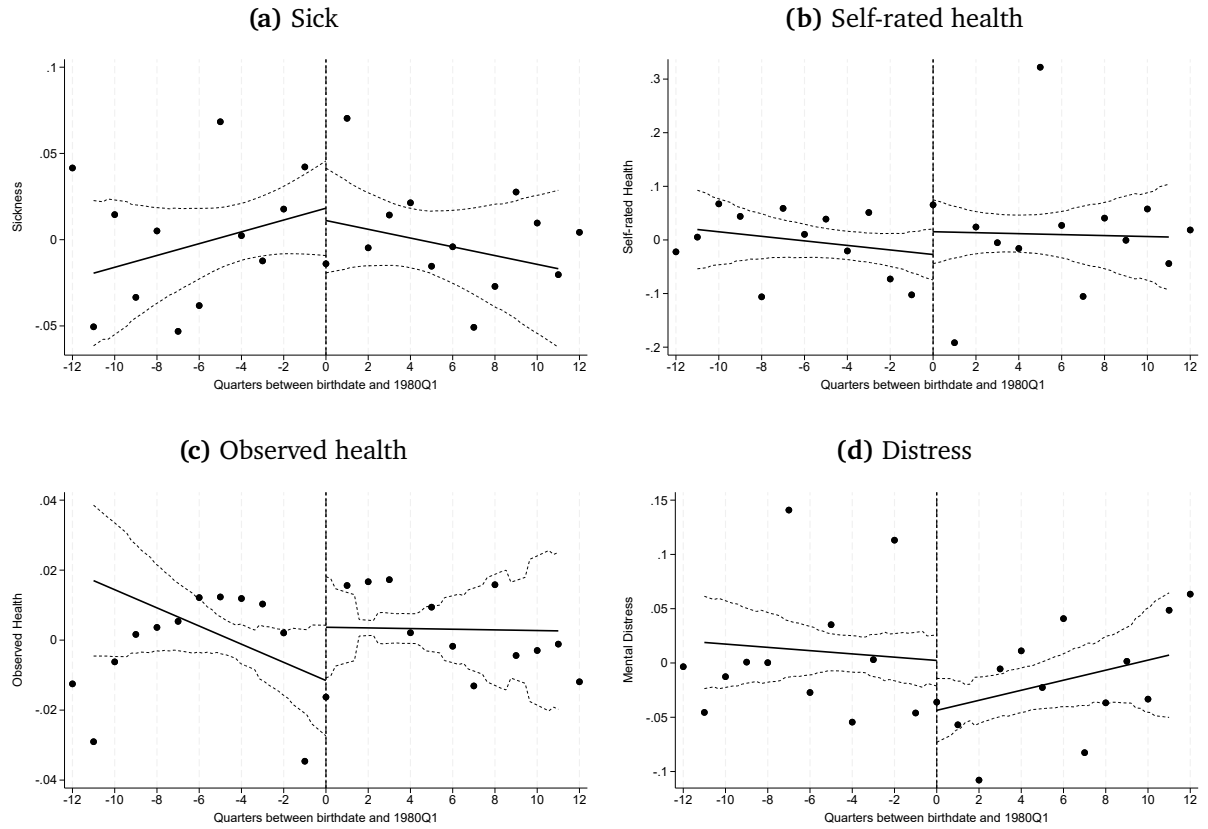 (a) Sick
.1
.05
0
-.05
Sickness
-12 -10 -8 -6 -4 -2 0 2 4 6 8 10 12
Quarters between birthdate and 1980Q1
(b) Self-rated health
.3
.2
.1
0
-.1
-.2
Self-rated Health
-12 -10 -8 -6 -4 -2 0 2 4 6 8 10 12
Quarters between birthdate and 1980Q1
(c) Observed health
.04
.02
0
-.02
-.04
Observed Health
-12 -10 -8 -6 -4 -2 0 2 4 6 8 10 12
Quarters between birthdate and 1980Q1
(d) Distress
.15
.1
.05
0
-.05
-.1
Mental Distress
-12 -10 -8 -6 -4 -2 0 2 4 6 8 10 12
Quarters between birthdate and 1980Q1